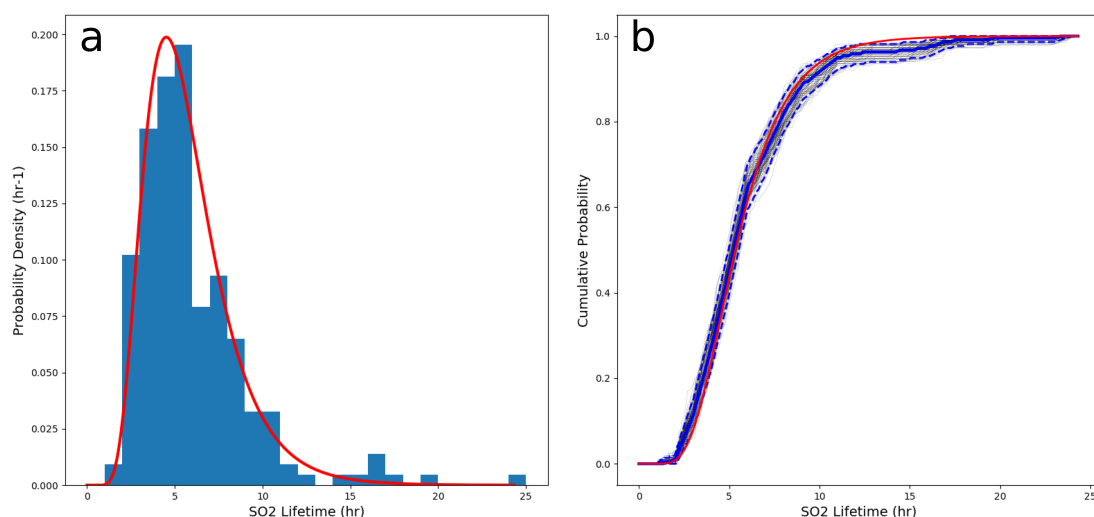 a
0.200
0.175
0.150
0.125
0.100
0.075
0.050
0.025
0.000
Probability Density (hr-1)
0 5 10 15 20 25
SO2 Lifetime (hr)
b
1.0
0.8
0.6
0.4
0.2
0.0
Cumulative Probability
0 5 10 15 20 25
SO2 Lifetime (hr)